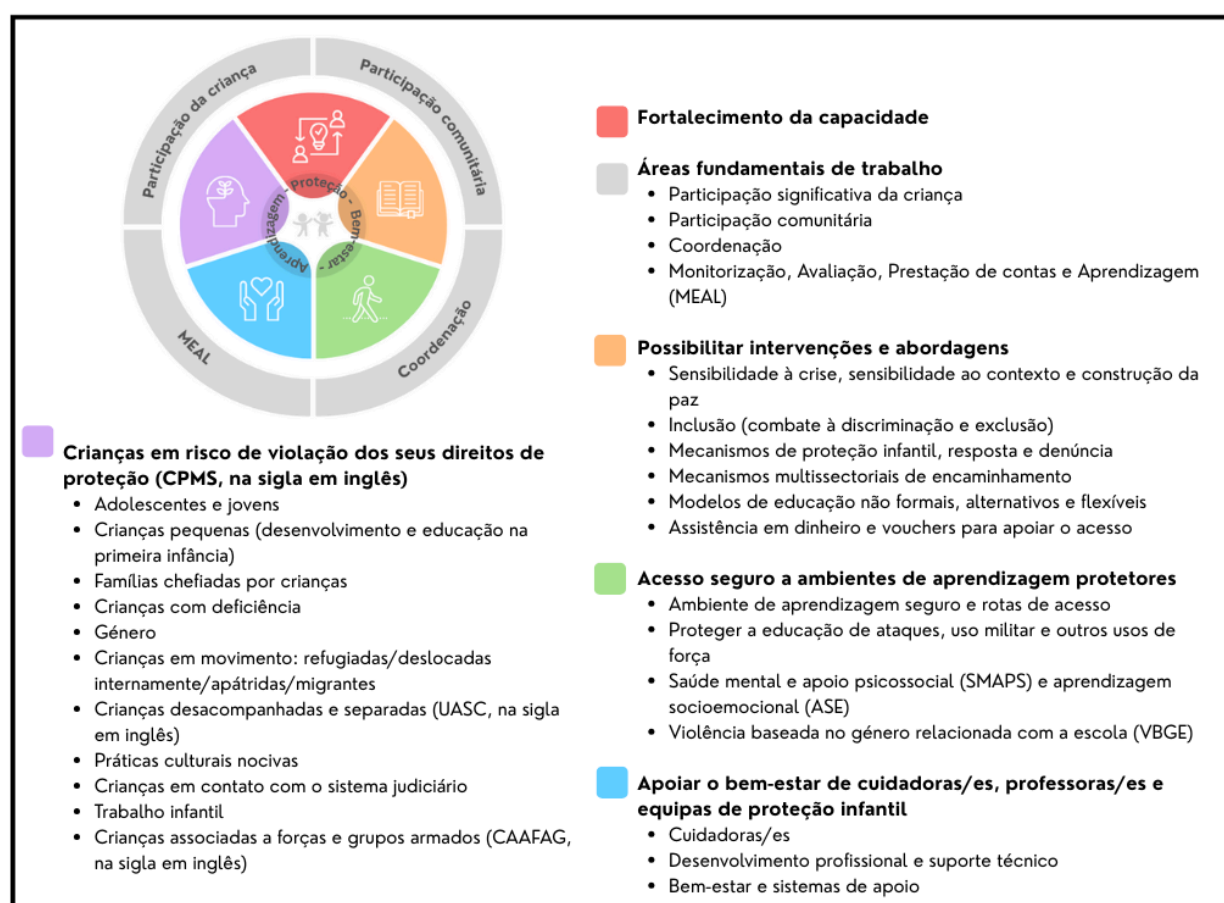 Participação da criança
Participação comunitária
Coordenação
MEAL
Proteção - Bem-estar - Aprendizagem -
Crianças em risco de violação dos seus direitos de
proteção (CPMS, na sigla em inglês)
• Adolescentes e jovens
• Crianças pequenas (desenvolvimento e educação na
primeira infância)
• Famílias chefiadas por crianças
• Crianças com deficiência
• Género
• Crianças em movimento: refugiadas/deslocadas
internamente/apátridas/migrantes
• Crianças desacompanhadas e separadas (UASC, na sigla
em inglês)
• Práticas culturais nocivas
• Crianças em contato com o sistema judiciário
• Trabalho infantil
• Crianças associadas a forças e grupos armados (CAAFAG,
na sigla em inglês)
Fortalecimento da capacidade
Áreas fundamentais de trabalho
• Participação significativa da criança
• Participação comunitária
• Coordenação
• Monitorização, Avaliação, Prestação de contas e Aprendizagem
(MEAL)
Possibilitar intervenções e abordagens
• Sensibilidade à crise, sensibilidade ao contexto e construção da
paz
• Inclusão (combate à discriminação e exclusão)
• Mecanismos de proteção infantil, resposta e denúncia
• Mecanismos multissectoriais de encaminhamento
• Modelos de educação não formais, alternativos e flexíveis
• Assistência em dinheiro e vouchers para apoiar o acesso
Acesso seguro a ambientes de aprendizagem protetores
• Ambiente de aprendizagem seguro e rotas de acesso
• Proteger a educação de ataques, uso militar e outros usos de
força
• Saúde mental e apoio psicossocial (SMAPS) e aprendizagem
socioemocional (ASE)
• Violência baseada no género relacionada com a escola (VBGE)
Apoiar o bem-estar de cuidadoras/es, professoras/es e
equipas de proteção infantil
• Cuidadoras/es
• Desenvolvimento profissional e suporte técnico
• Bem-estar e sistemas de apoio